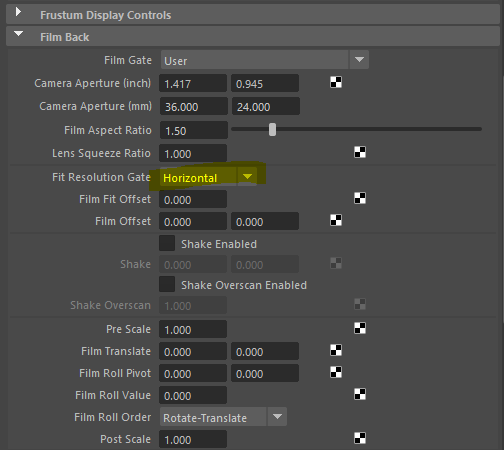 Frustum Display Controls
Film Back
Film Gate User
Camera Aperture (inch) 1.417 0.945
Camera Aperture (mm) 36.000 24.000
Film Aspect Ratio 1.50
Lens Squeeze Ratio 1.000
Fit Resolution Gate Horizontal
Film Fit Offset 0.000
Film Offset 0.000 0.000
Shake Enabled
Shake 0.000 0.000
Shake Overscan Enabled
Shake Overscan 1.000
Pre Scale 1.000
Film Translate 0.000 0.000
Film Roll Pivot 0.000 0.000
Film Roll Value 0.000
Film Roll Order Rotate-Translate
Post Scale 1.000